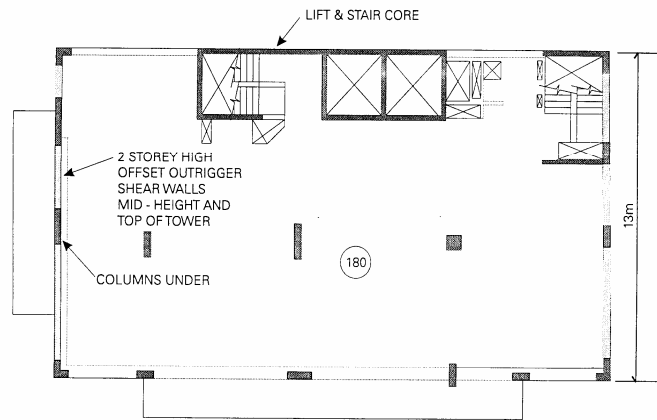 LIFT & STAIR CORE
2 STOREY HIGH
OFFSET OUTRIGGER
SHEAR WALLS
MID - HEIGHT AND
TOP OF TOWER
COLUMNS UNDER
180
13m